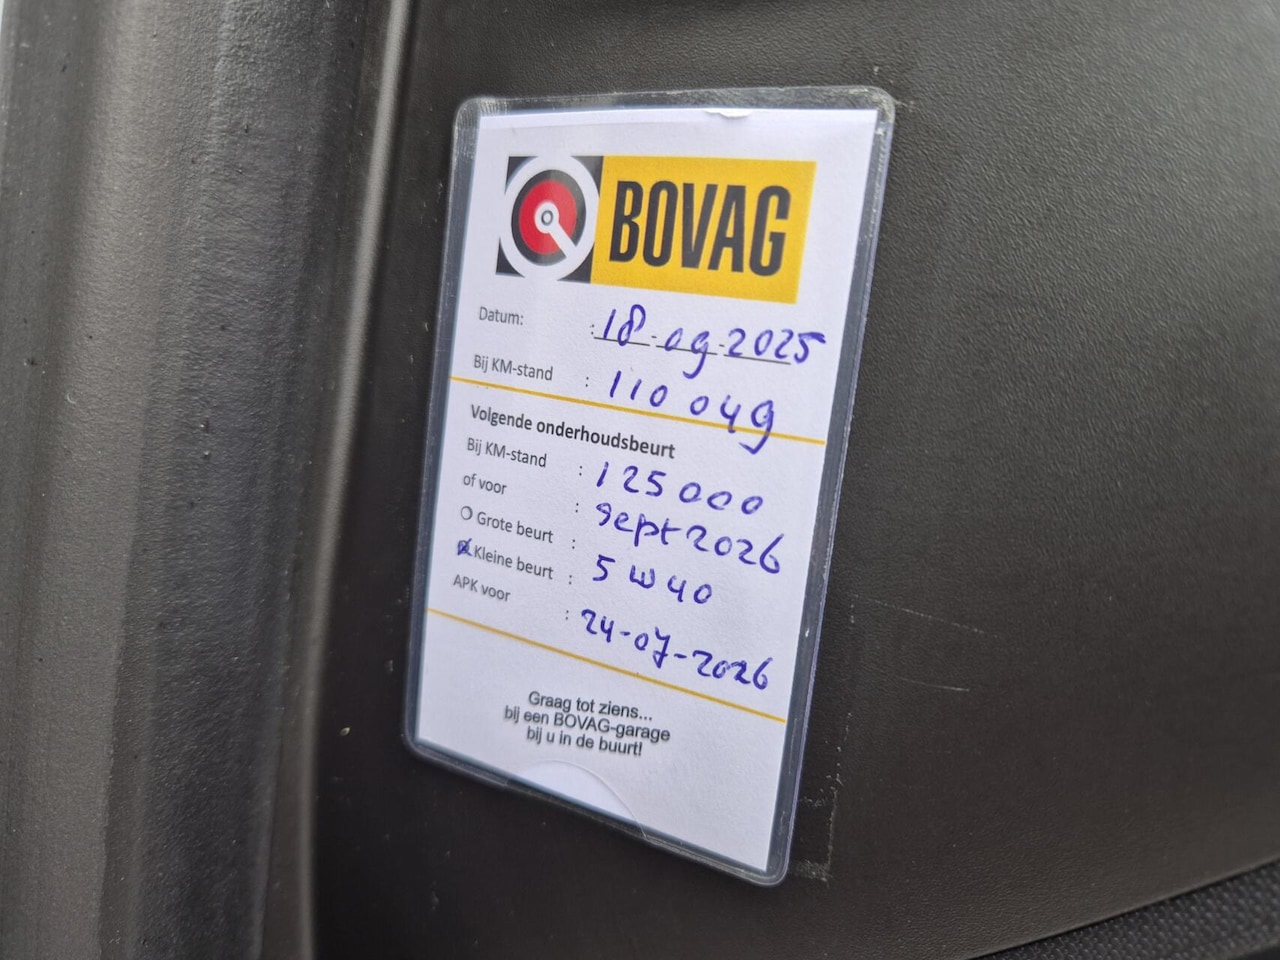 BOVAG
Datum: : 18-09-2025
Bij KM-stand : 110 049
Volgende onderhoudsbeurt
Bij KM-stand : 125 000
of voor : Sept 2026
Grote beurt :
Kleine beurt : 5 W 40
APK voor : 24-07-2026
Graag tot ziens...
bij een BOVAG-garage
bij u in de buurt!